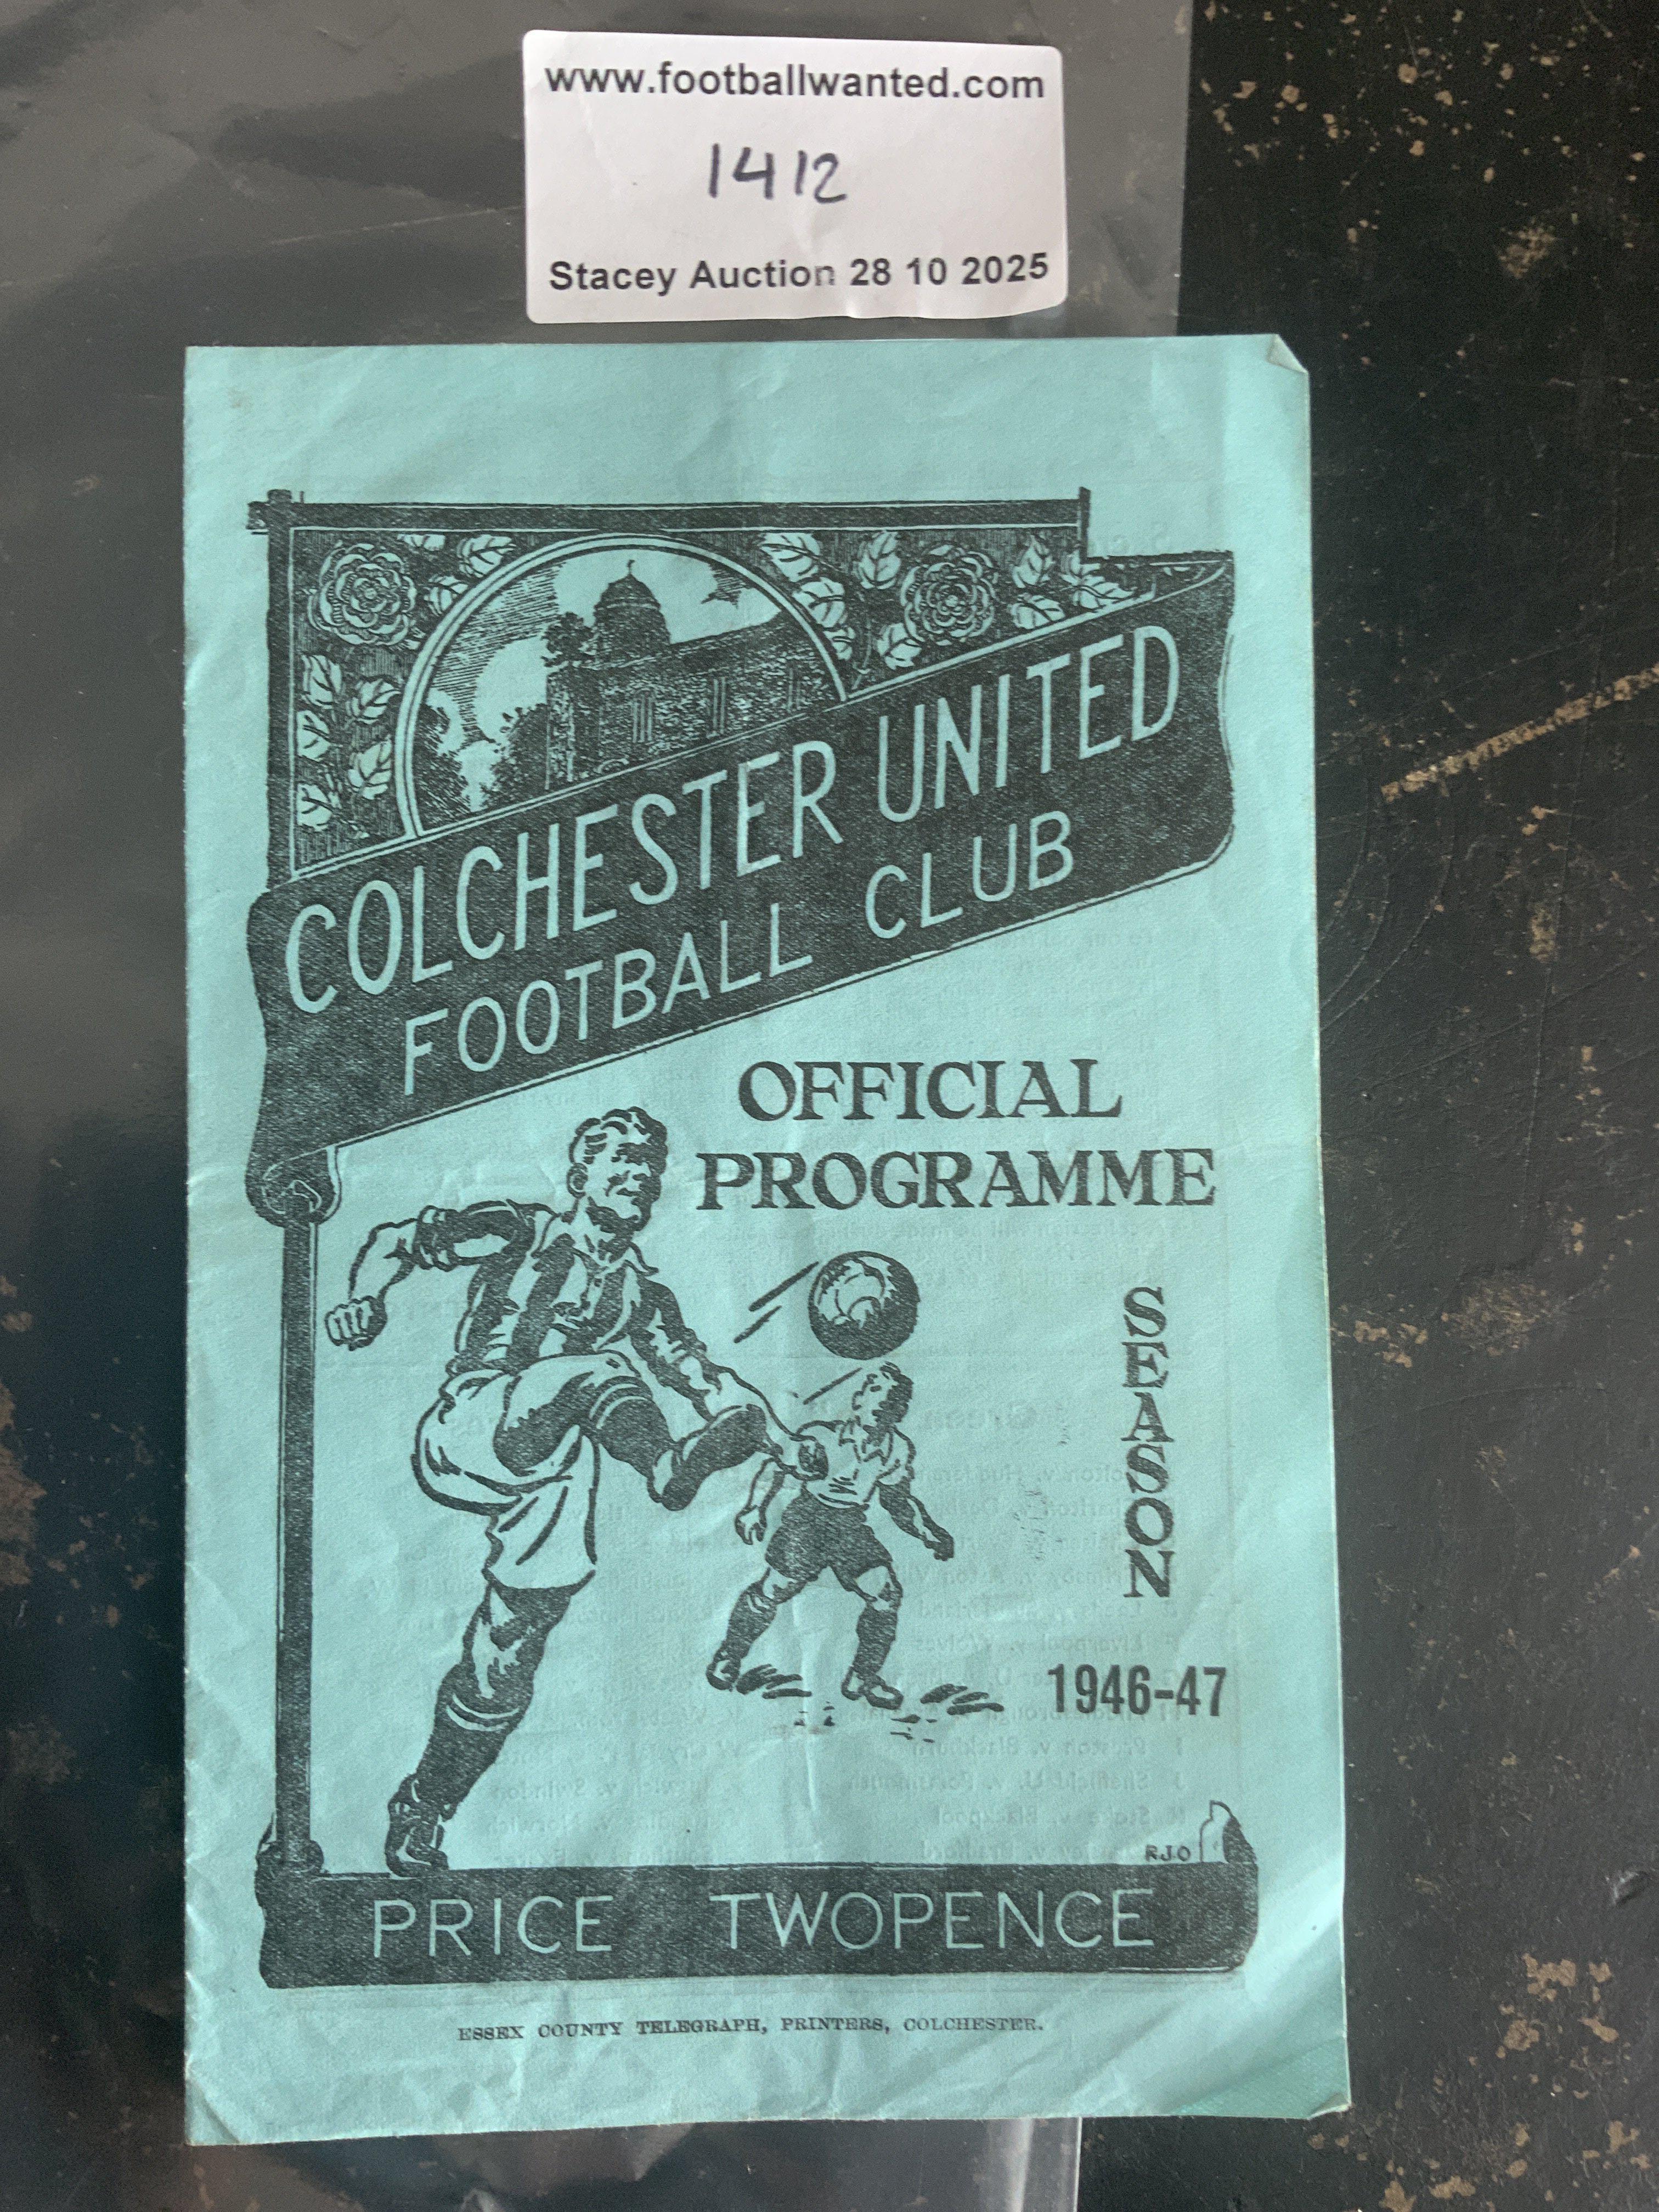 www.footballwanted.com
1412
Stacey Auction 28 10 2025
COLCHESTER UNITED
FOOTBALL CLUB
OFFICIAL
PROGRAMME
SEASON
1946-47
RJO
PRICE TWOPENCE
ESSEX COUNTY TELEGRAPH, PRINTERS, COLCHESTER.